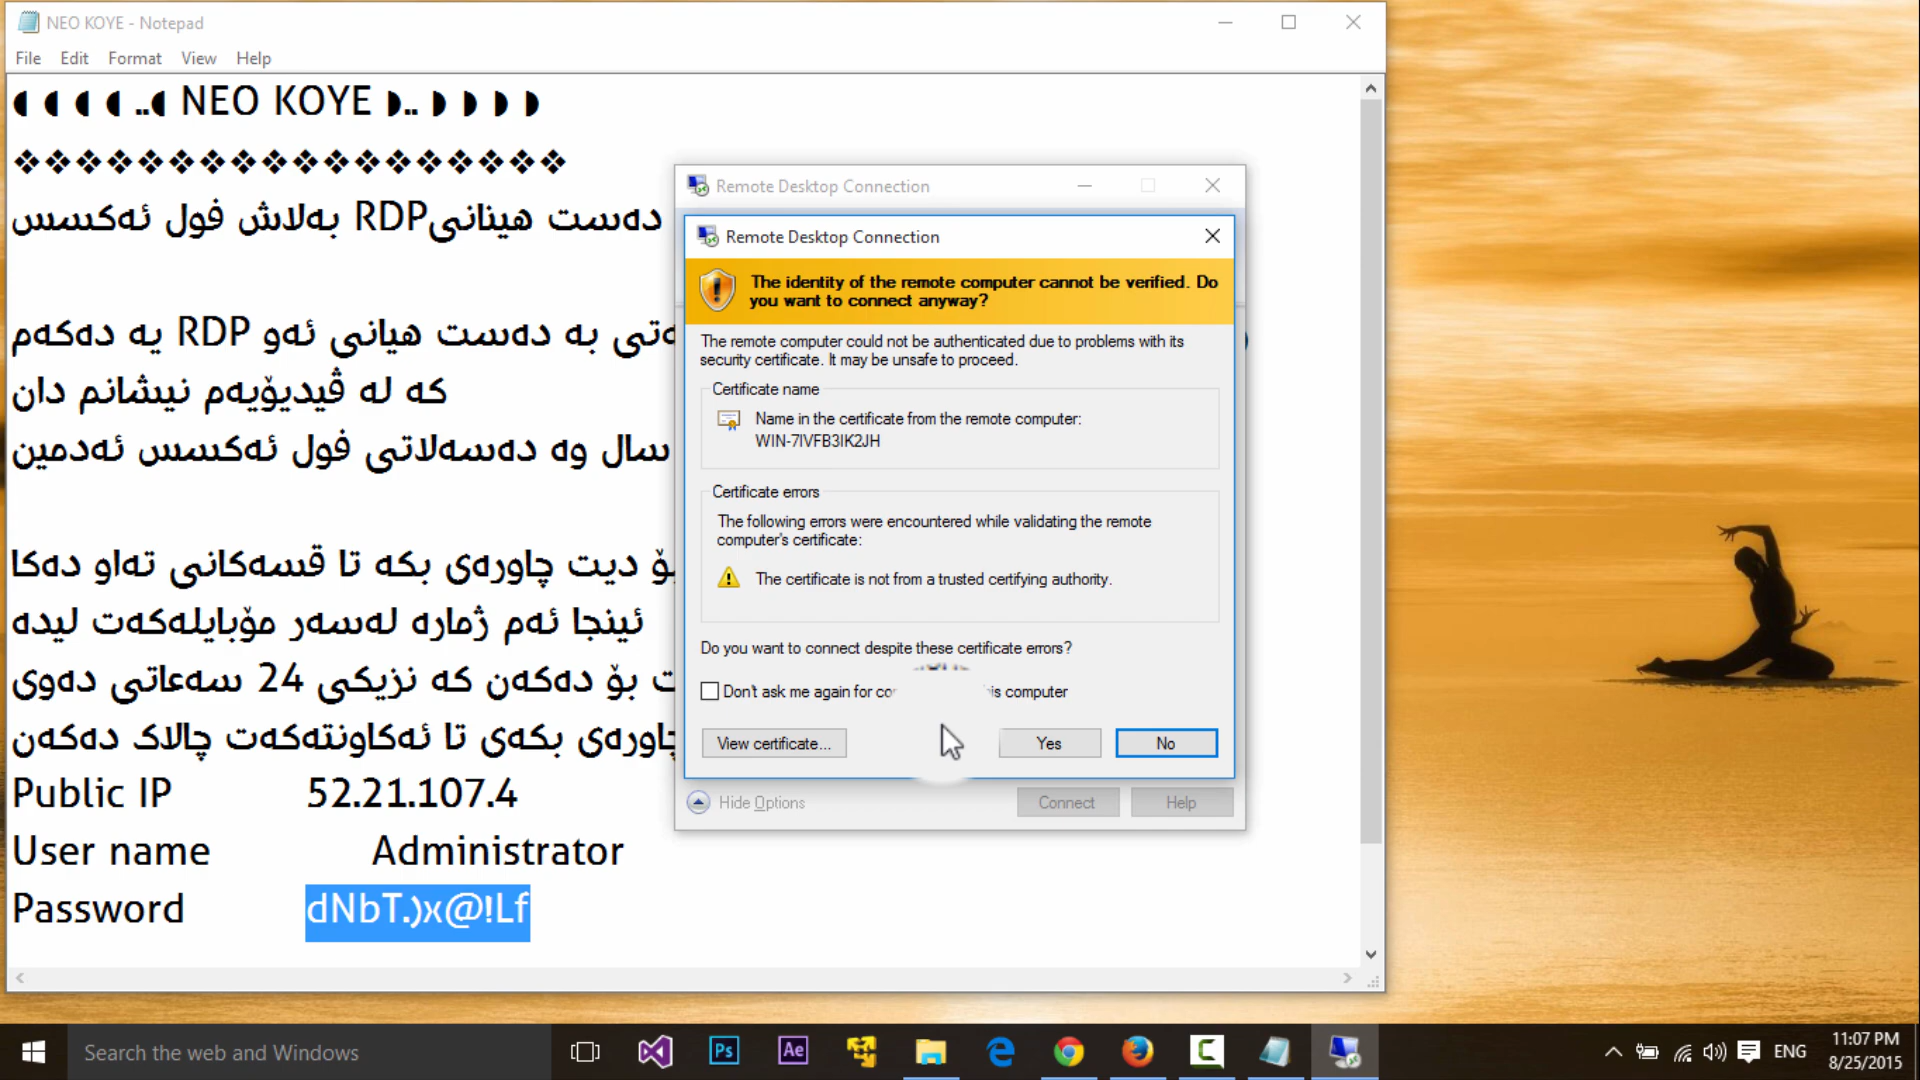 NEO KOYE - Notepad
File Edit Format View Help
NEO KOYE
دەست هینانیRDP بەلاش فول ئەکسس
بە دەست هیانی ئەو RDP یە دەکەم
کە لە ڤیدیۆیەم نیشانم دان
سال وە دەسەلاتی فول ئەکسس ئەدمین
دیت چاورەی بکە تا قسەکانی تەاو دەکا
ئینجا ئەم ژمارە لەسەر مۆبایلەکەت لیدە
بۆ دەکەن کە نزیکی 24 سەعاتی دەوی
بکەی تا ئەکاونتەکەت چالاک دەکەن
Public IP 52.21.107.4
User name Administrator
Password dNbT.)x@!Lf
Remote Desktop Connection
Remote Desktop Connection
The identity of the remote computer cannot be verified. Do
you want to connect anyway?
The remote computer could not be authenticated due to problems with its
security certificate. It may be unsafe to proceed.
Certificate name
Name in the certificate from the remote computer:
WIN-7IVFB3IK2JH
Certificate errors
The following errors were encountered while validating the remote
computer's certificate:
The certificate is not from a trusted certifying authority.
Do you want to connect despite these certificate errors?
Don't ask me again for computer
View certificate... Yes No
Hide Options Connect Help
Search the web and Windows
Ps
Ae
ENG
11:07 PM
8/25/2015